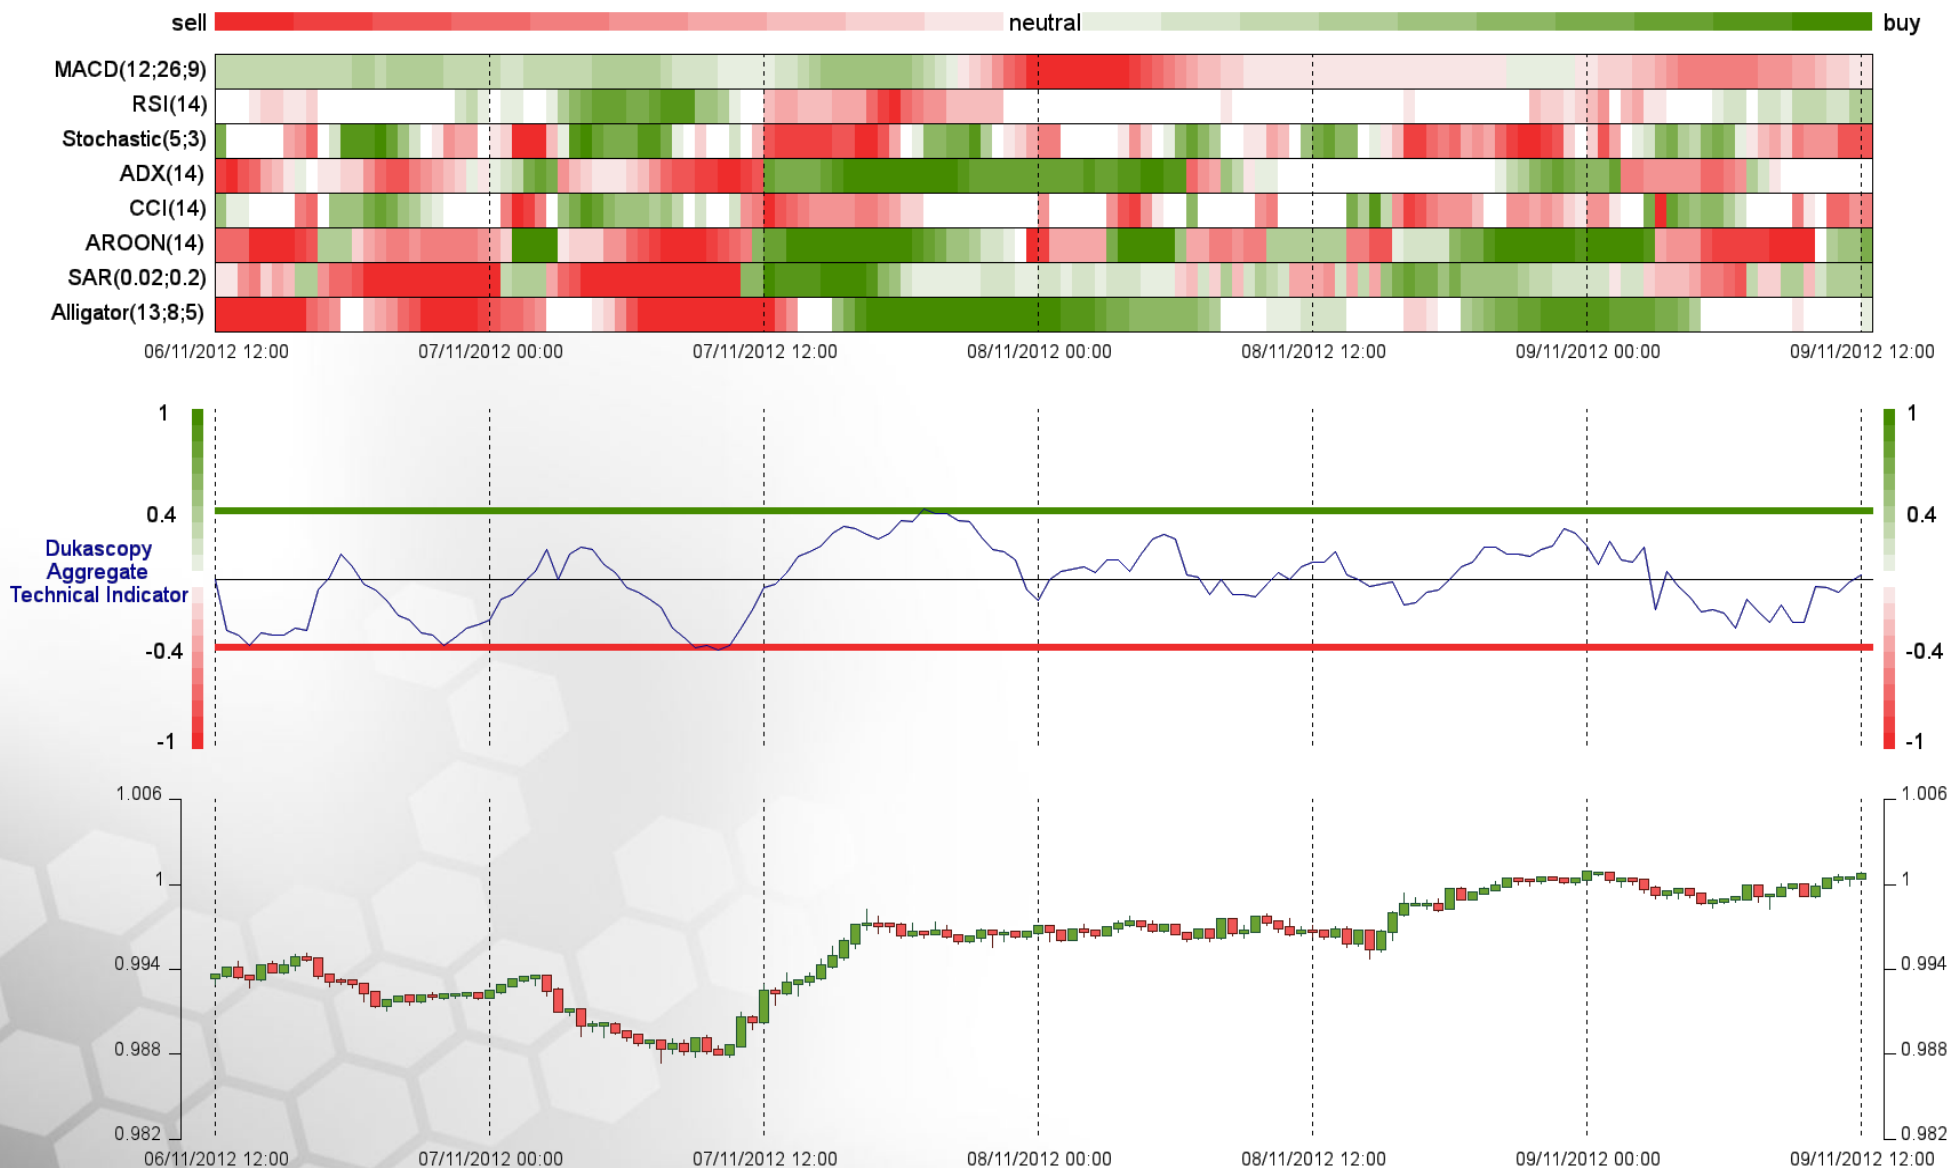 sell neutral buy
MACD(12;26;9)
RSI(14)
Stochastic(5;3)
ADX(14)
CCI(14)
AROON(14)
SAR(0.02;0.2)
Alligator(13;8;5)
06/11/2012 12:00 07/11/2012 00:00 07/11/2012 12:00 08/11/2012 00:00 08/11/2012 12:00 09/11/2012 00:00 09/11/2012 12:00
1 1
0.4 0.4
Dukascopy
Aggregate
Technical Indicator
-0.4 -0.4
-1 -1
1.006 1.006
1 1
0.994 0.994
0.988 0.988
0.982 0.982
06/11/2012 12:00 07/11/2012 00:00 07/11/2012 12:00 08/11/2012 00:00 08/11/2012 12:00 09/11/2012 00:00 09/11/2012 12:00